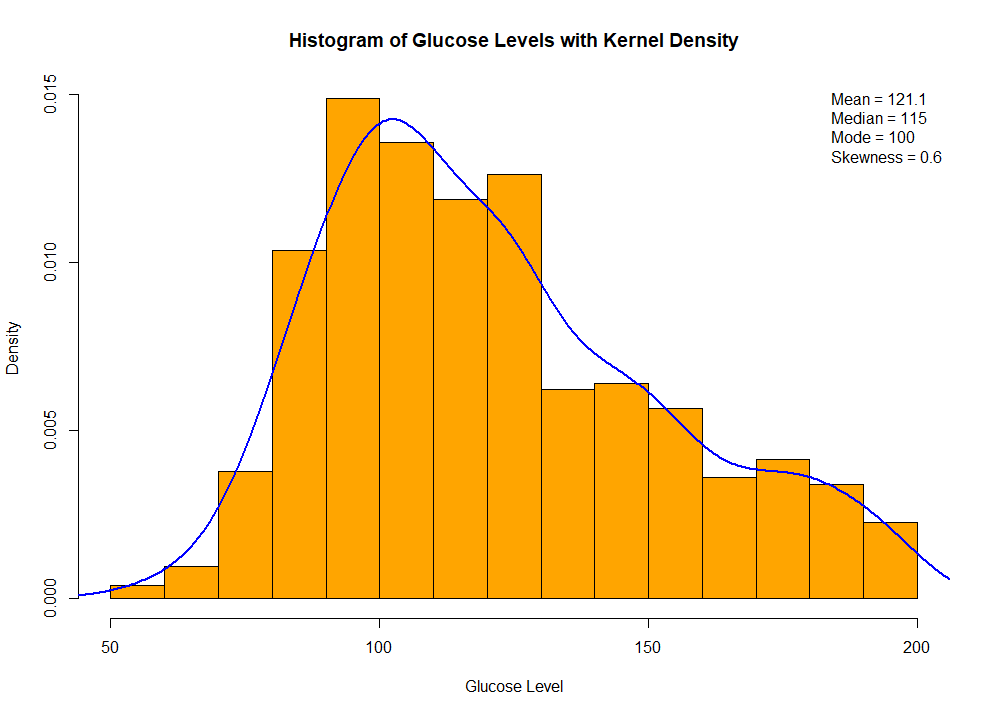 Histogram of Glucose Levels with Kernel Density
Mean = 121.1
Median = 115
Mode = 100
Skewness = 0.6
Density
0.015
0.010
0.005
0.000
50
100
150
200
Glucose Level